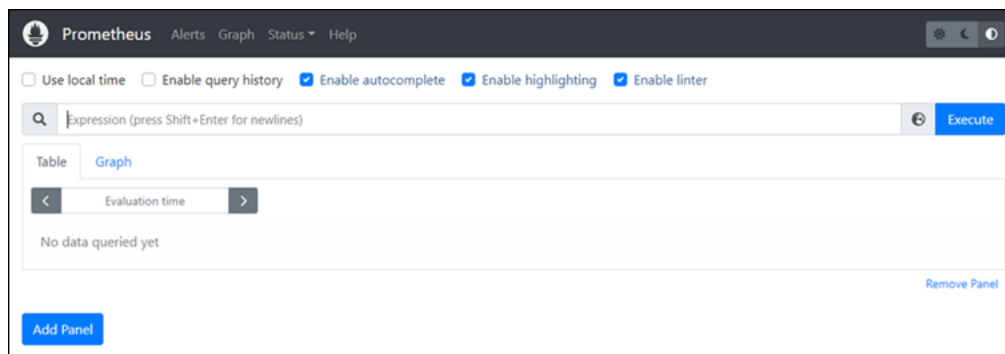 Prometheus Alerts Graph Status Help
Use local time Enable query history Enable autocomplete Enable highlighting Enable linter
Expression (press Shift+Enter for newlines) Execute
Table Graph
Evaluation time
No data queried yet
Remove Panel
Add Panel